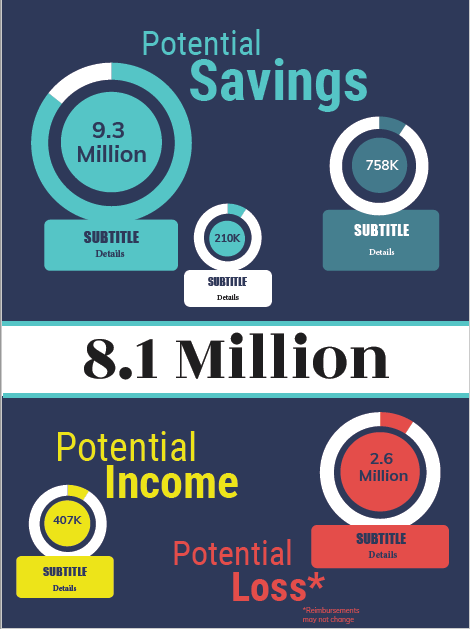 Potential
Savings
9.3
Million
SUBTITLE
Details
210K
SUBTITLE
Details
758K
SUBTITLE
Details
8.1 Million
Potential
Income
407K
SUBTITLE
Details
2.6
Million
SUBTITLE
Details
Potential
Loss*
*Reimbursements
may not change